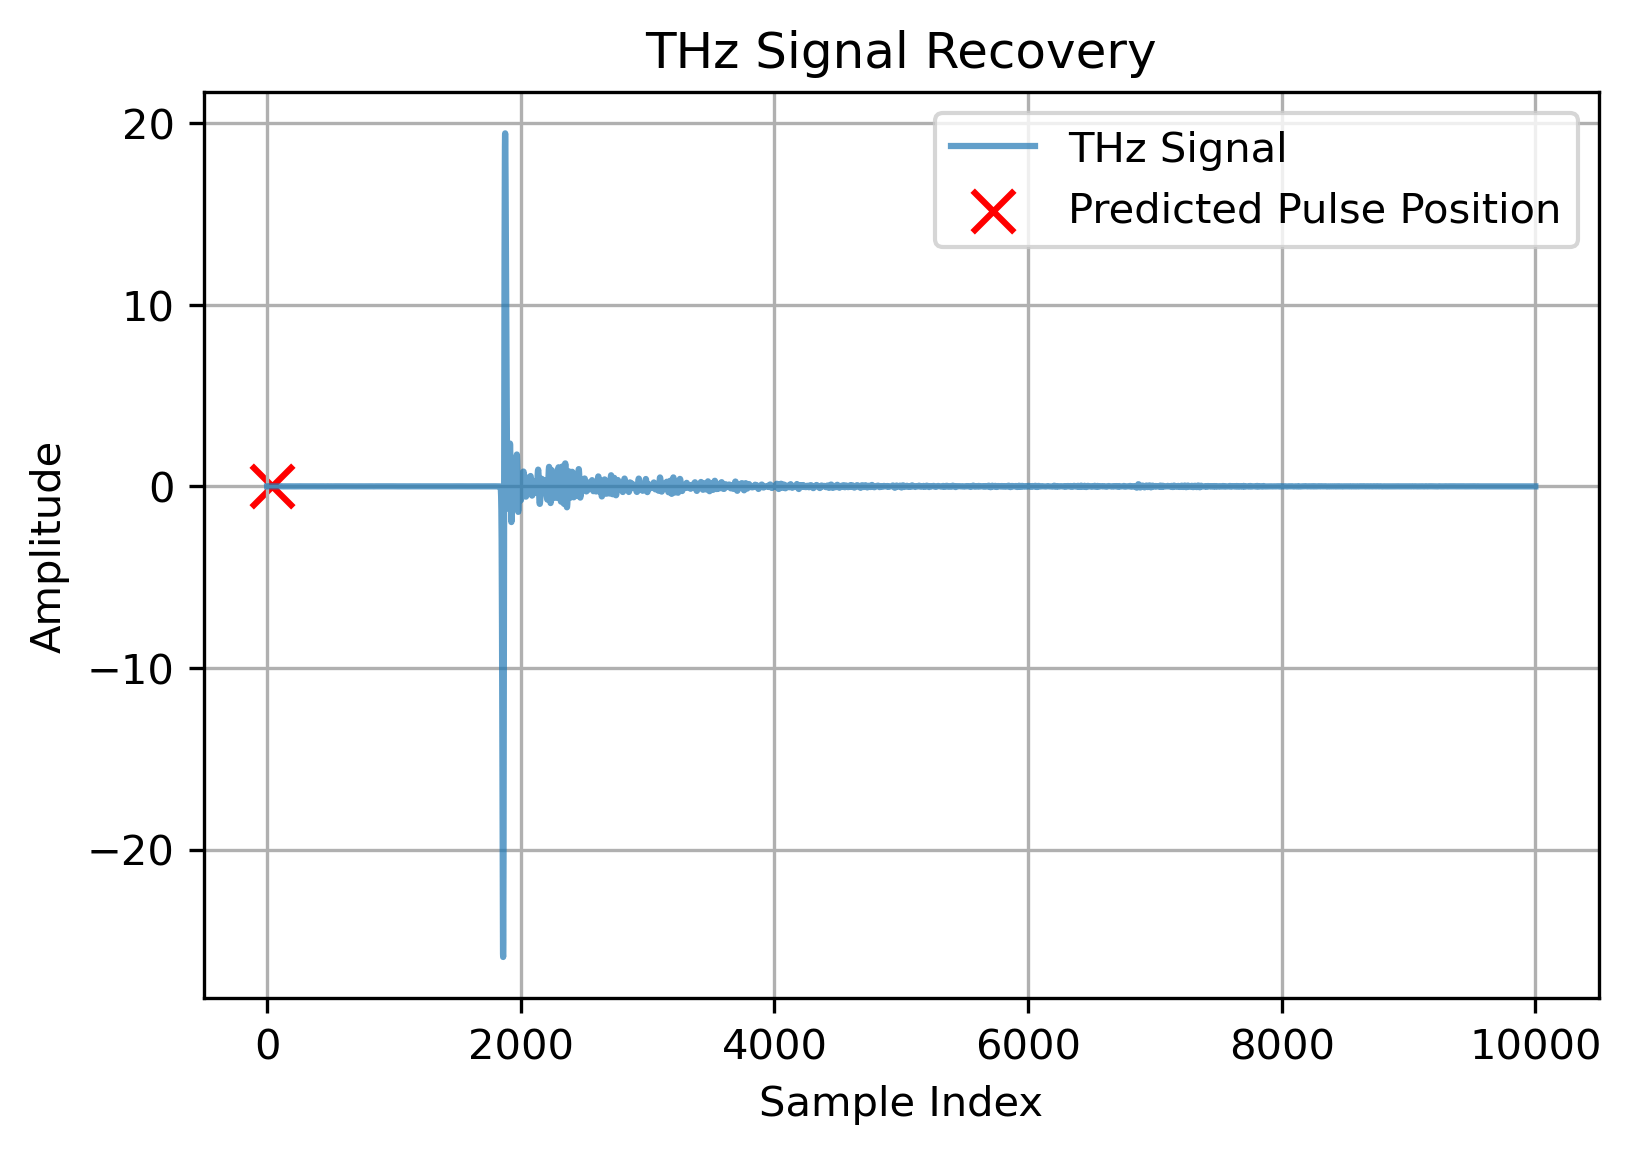 THz Signal Recovery
THz Signal
Predicted Pulse Position
20
10
0
−10
−20
Amplitude
0 2000 4000 6000 8000 10000
Sample Index